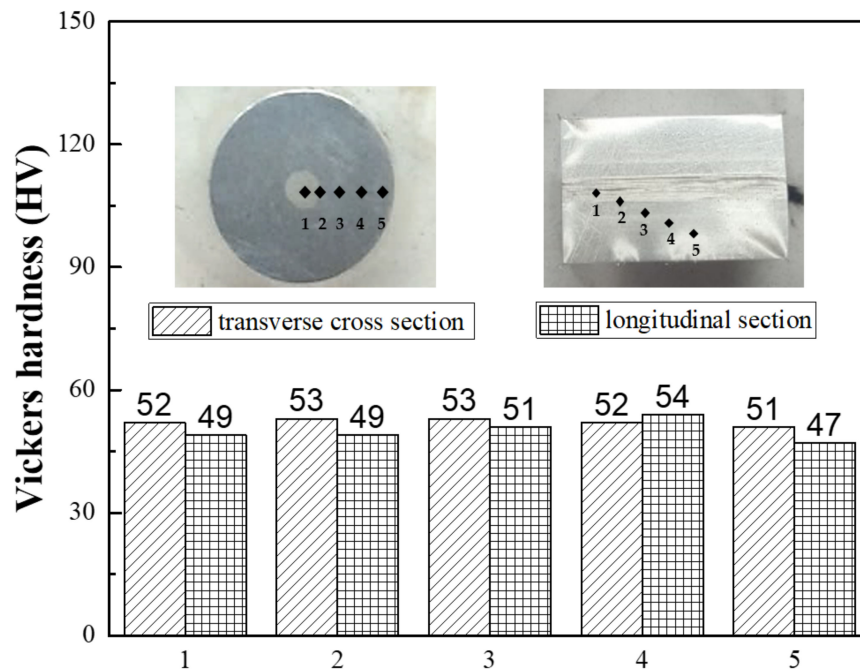 Vickers hardness (HV)
150
120
90
60
30
0
1 2 3 4 5
1
2
3
4
5
transverse cross section
longitudinal section
52 49 53 49 53 51 52 54 51 47
1 2 3 4 5